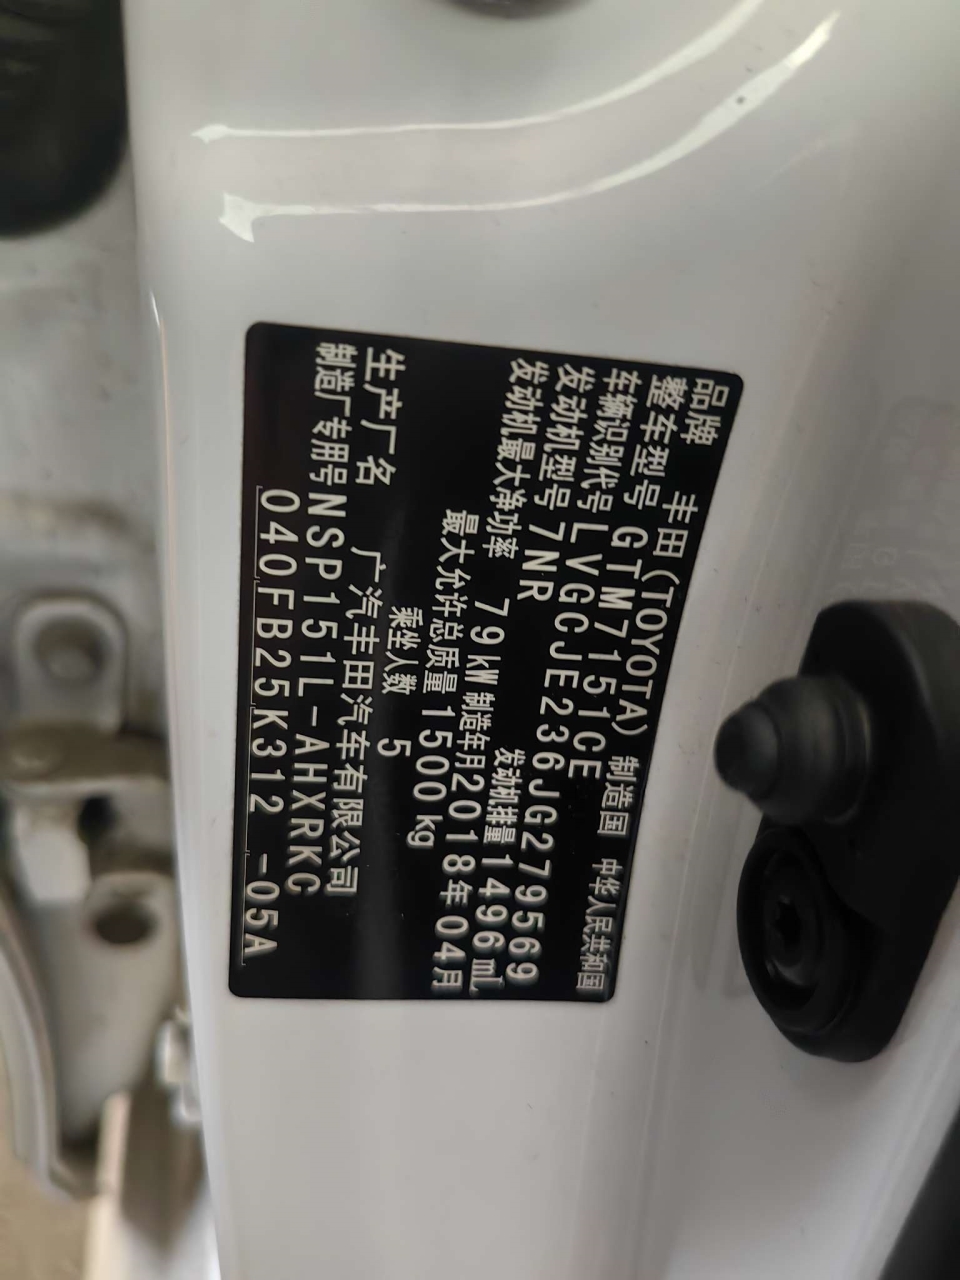 品牌 丰田(TOYOTA) 制造国 中华人民共和国
整车型号 GTM7151CE
车辆识别代号 LVGCJE236JG279569
发动机型号 7NR 发动机排量 1496mL
发动机最大净功率 79kW 制造年月 2018年04月
最大允许总质量 1500kg
乘坐人数 5
生产厂名 广汽丰田汽车有限公司
制造厂专用号 NSP151L-AHXRKG
040FB25K312 -05A